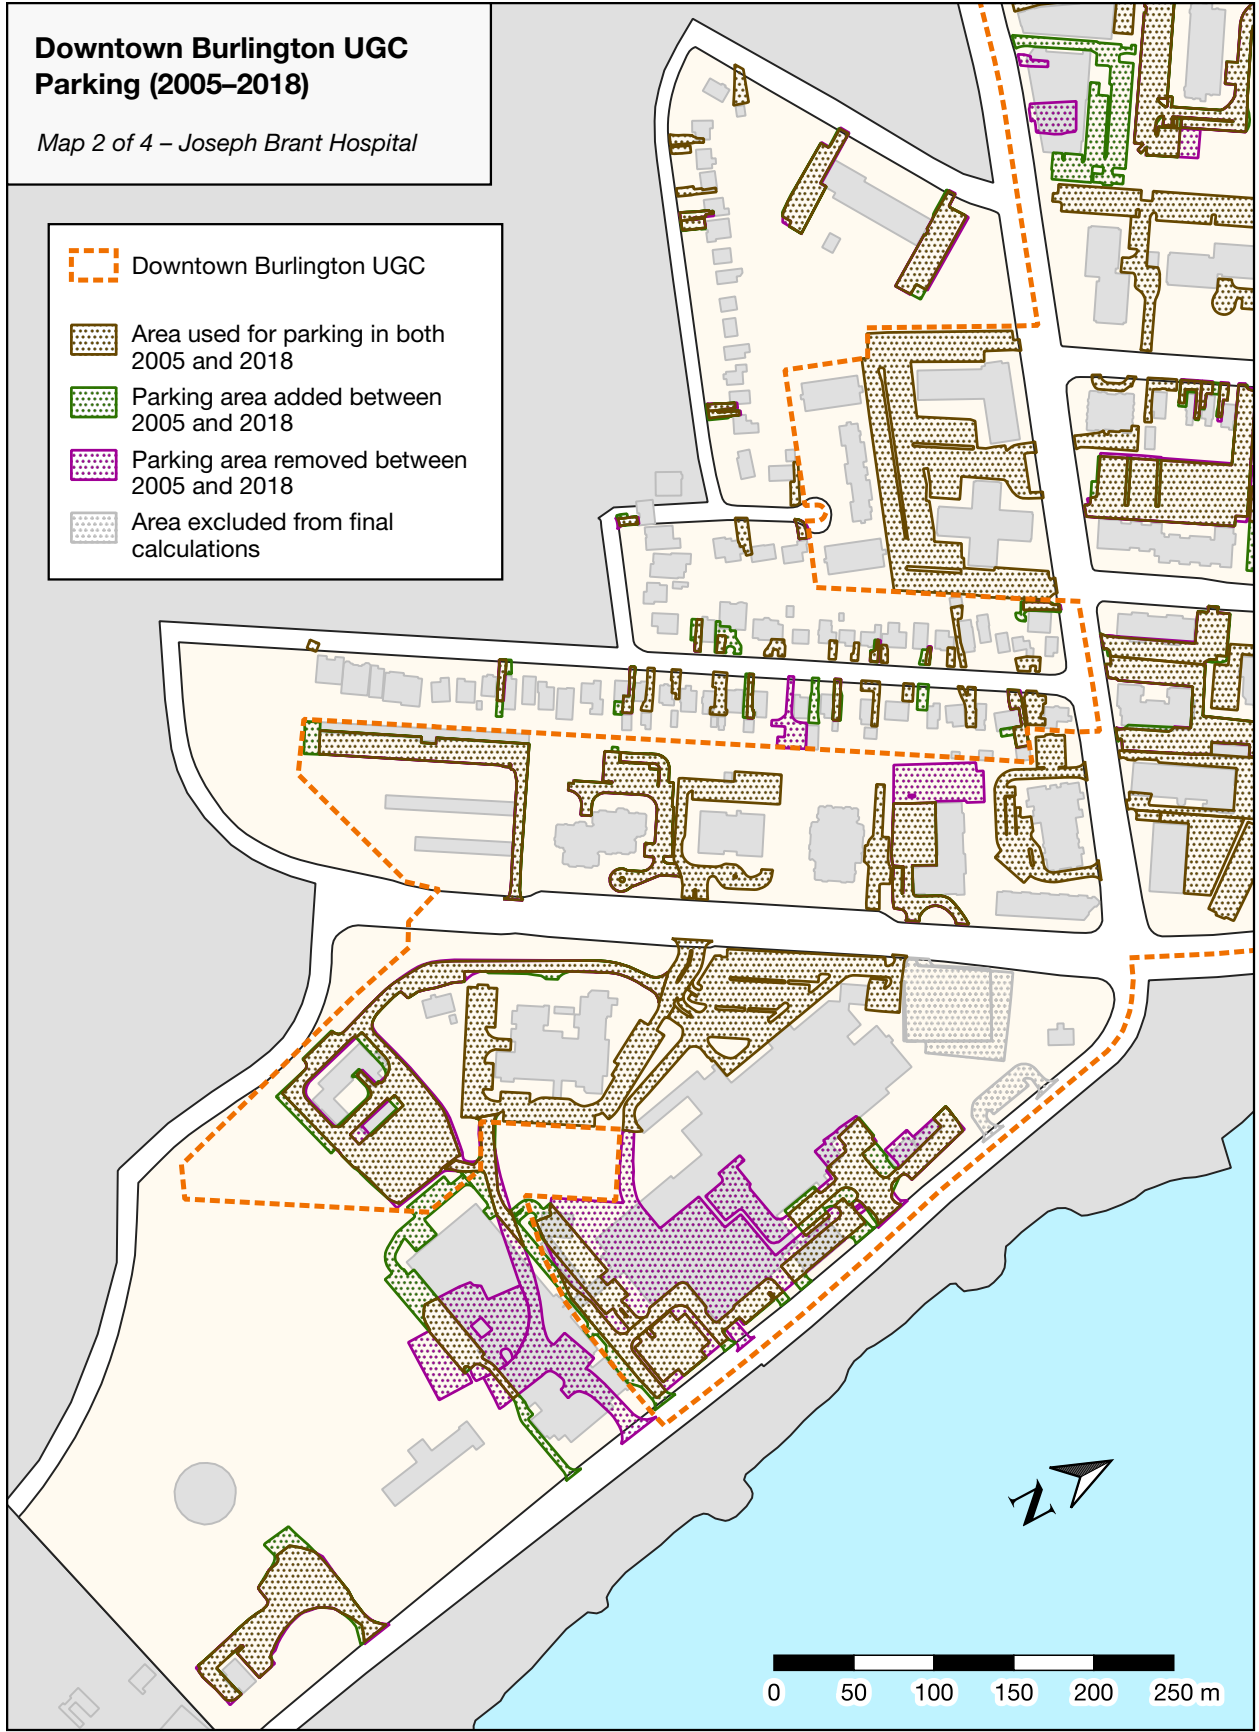 Downtown Burlington UGC
Parking (2005–2018)
Map 2 of 4 – Joseph Brant Hospital
Downtown Burlington UGC
Area used for parking in both
2005 and 2018
Parking area added between
2005 and 2018
Parking area removed between
2005 and 2018
Area excluded from final
calculations
N
0 50 100 150 200 250 m